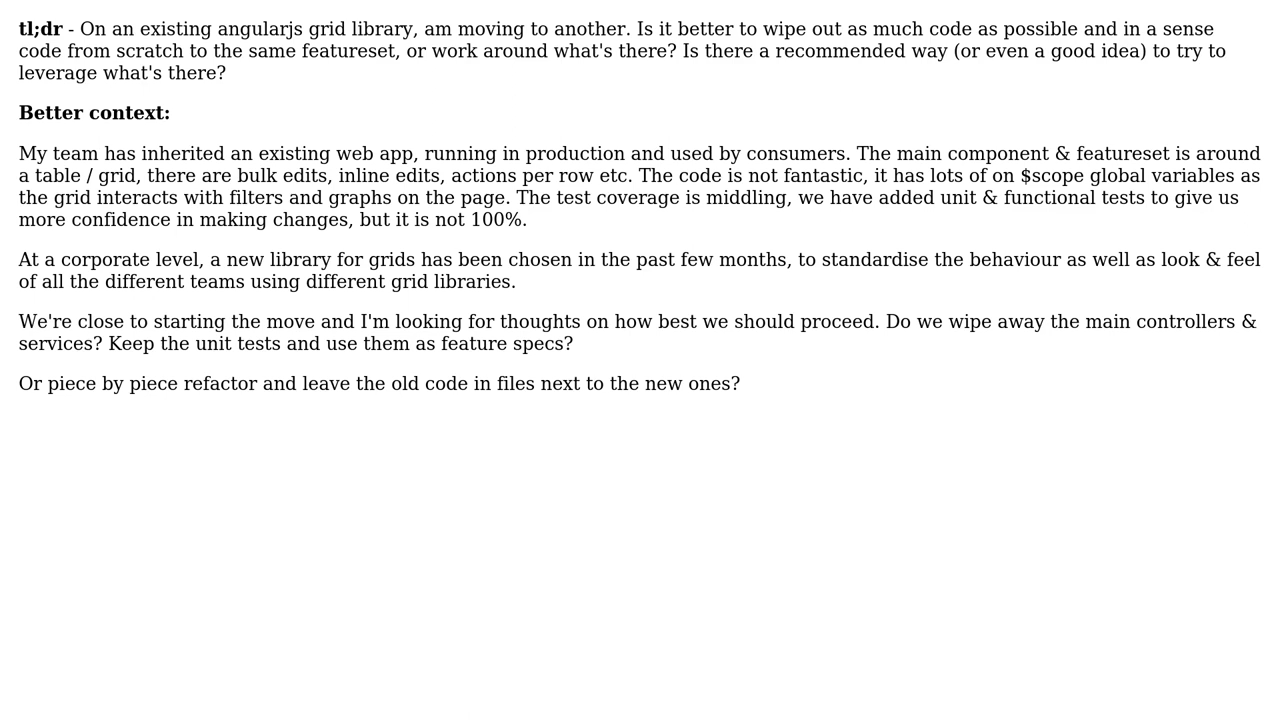 tl;dr - On an existing angularjs grid library, am moving to another. Is it better to wipe out as much code as possible and in a sense
code from scratch to the same featureset, or work around what's there? Is there a recommended way (or even a good idea) to try to
leverage what's there?
Better context:
My team has inherited an existing web app, running in production and used by consumers. The main component & featureset is around
a table / grid, there are bulk edits, inline edits, actions per row etc. The code is not fantastic, it has lots of on $scope global variables as
the grid interacts with filters and graphs on the page. The test coverage is middling, we have added unit & functional tests to give us
more confidence in making changes, but it is not 100%.
At a corporate level, a new library for grids has been chosen in the past few months, to standardise the behaviour as well as look & feel
of all the different teams using different grid libraries.
We're close to starting the move and I'm looking for thoughts on how best we should proceed. Do we wipe away the main controllers &
services? Keep the unit tests and use them as feature specs?
Or piece by piece refactor and leave the old code in files next to the new ones?